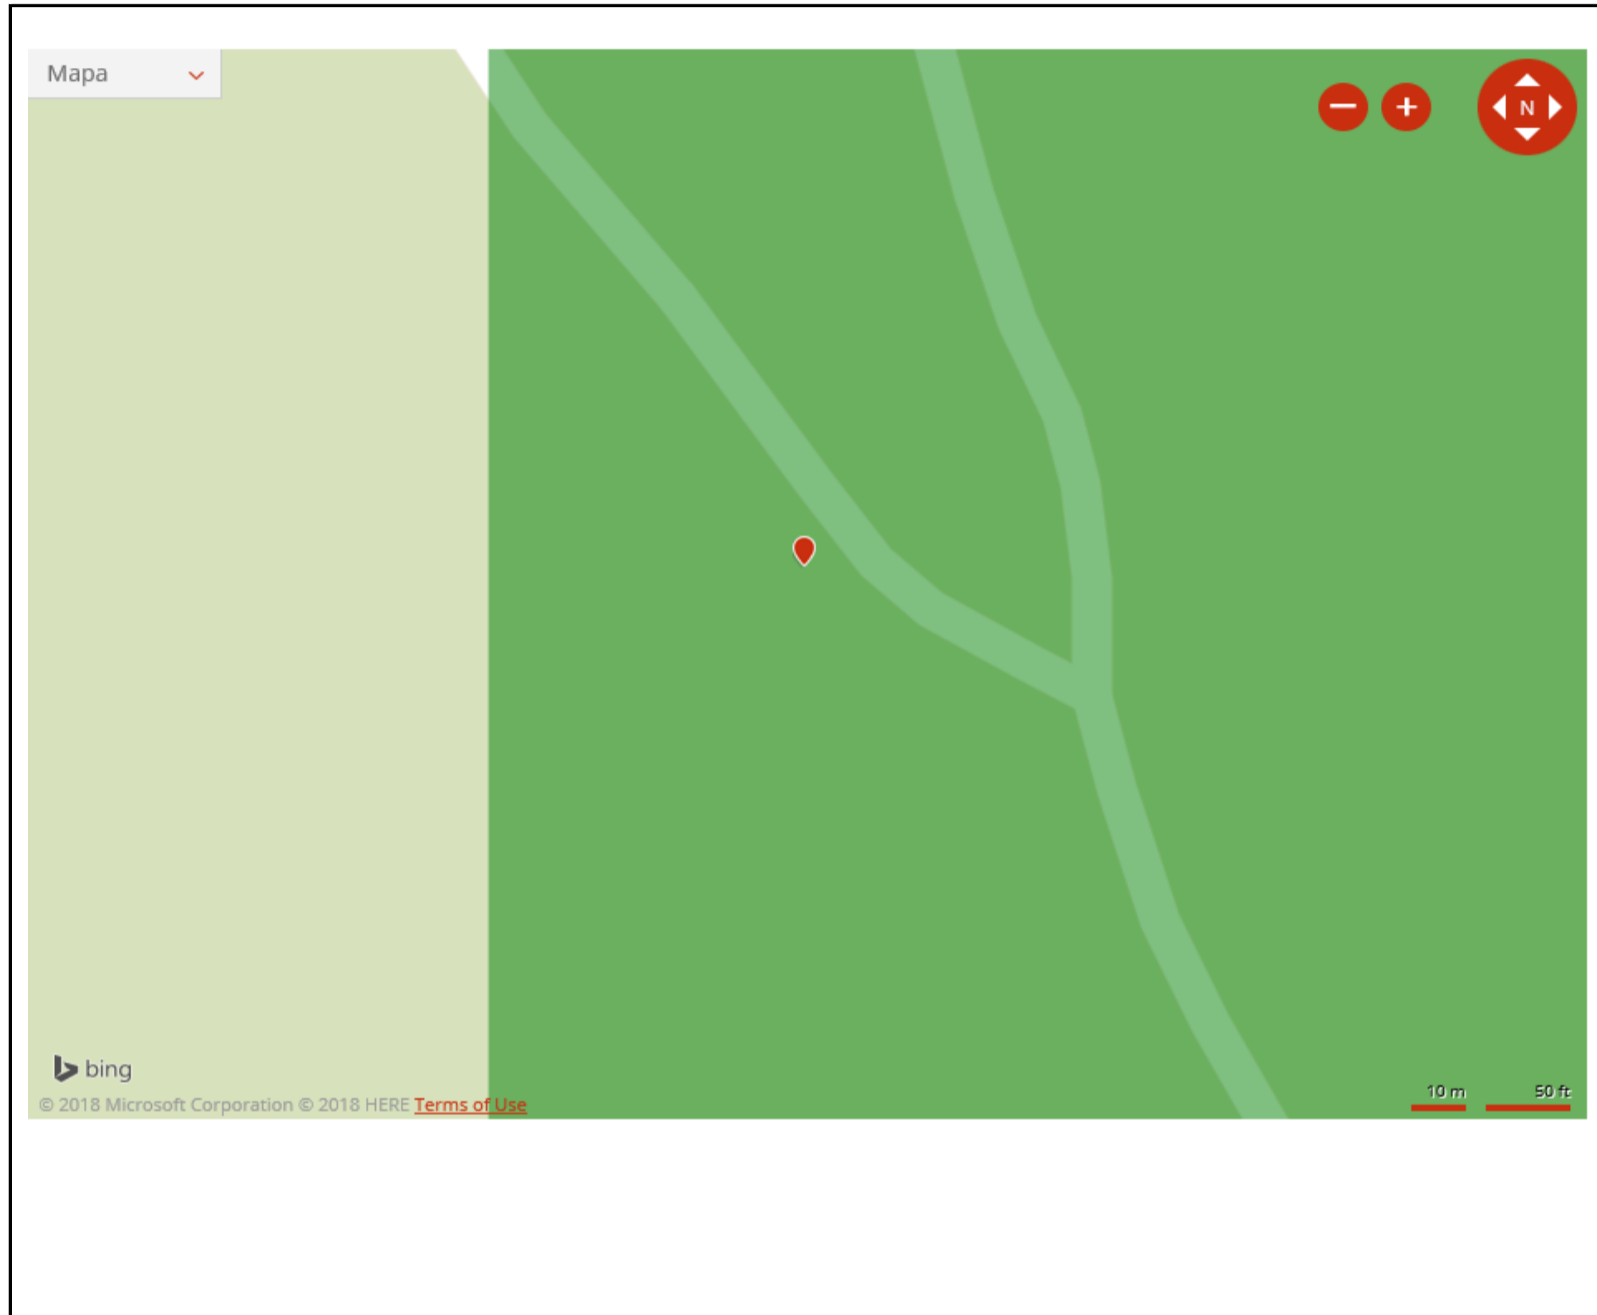 Mapa
N
bing
© 2018 Microsoft Corporation © 2018 HERE Terms of Use
10 m 50 ft